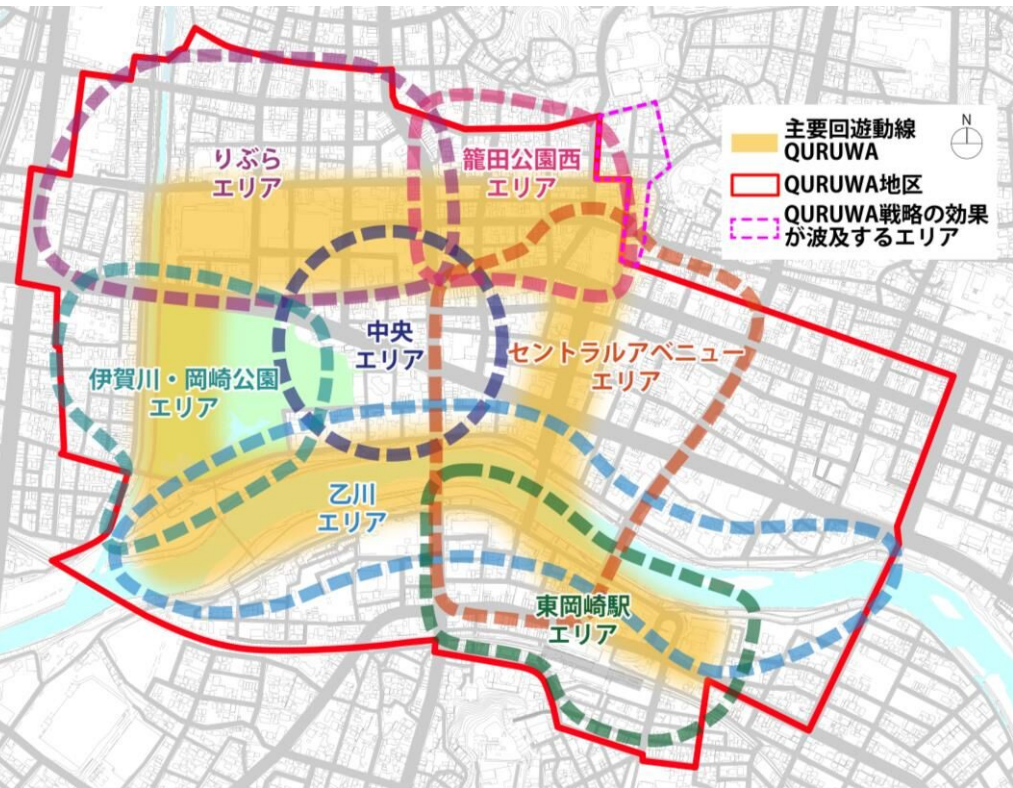 りぶら
エリア
籠田公園西
エリア
主要回遊動線
QURUWA
N
QURUWA地区
QURUWA戦略の効果
が波及するエリア
中央
エリア
セントラルアベニュー
エリア
伊賀川・岡崎公園
エリア
乙川
エリア
東岡崎駅
エリア